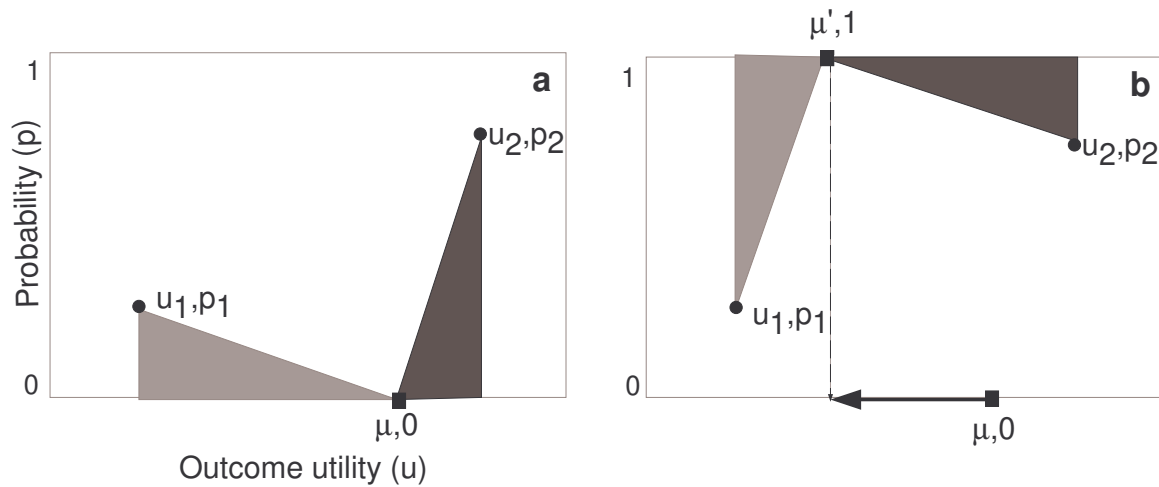 1
a
u2,p2
Probability (p)
u1,p1
0
μ,0
Outcome utility (u)
μ',1
1
b
u2,p2
u1,p1
0
μ,0